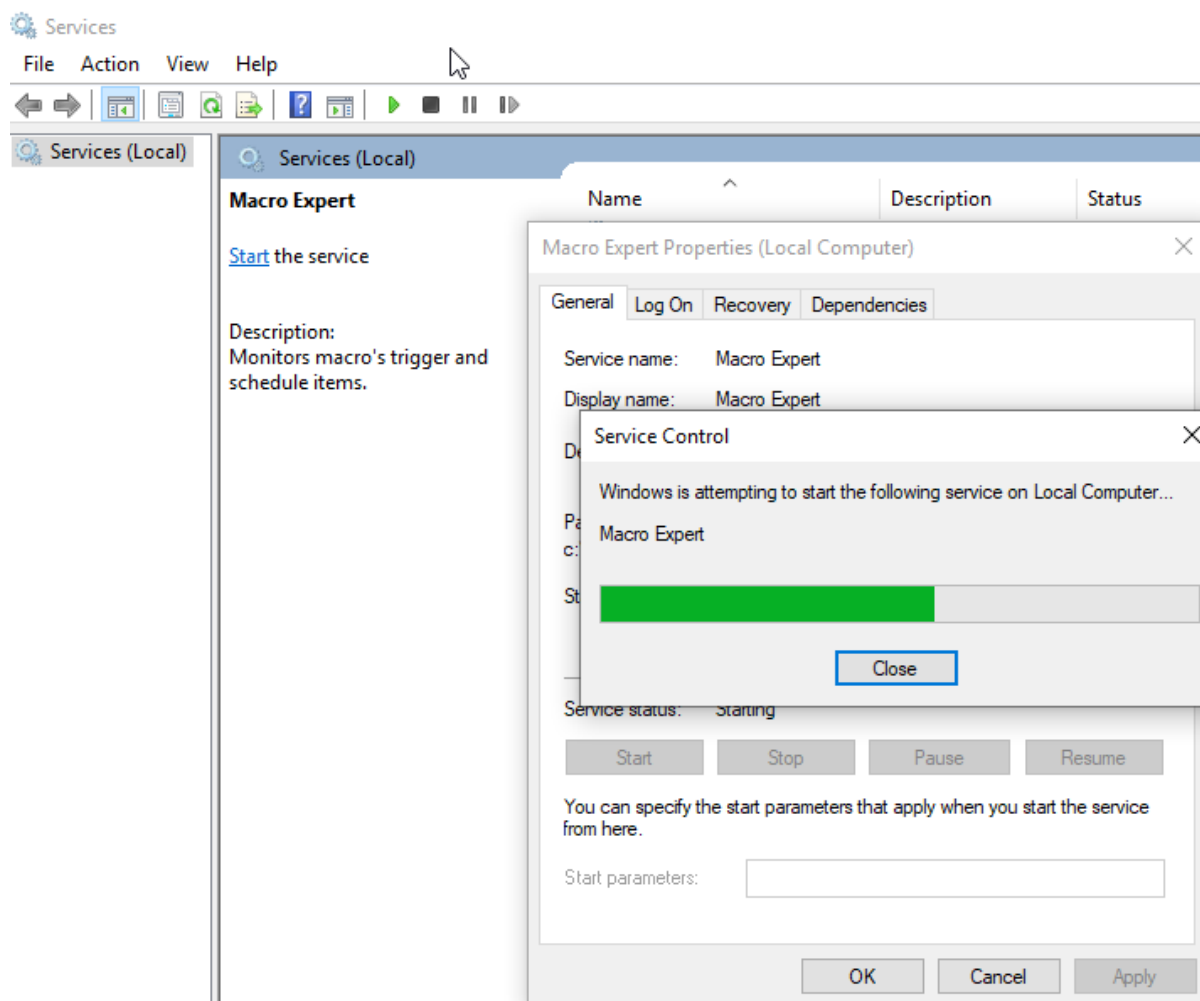 Services
File Action View Help
Services (Local)
Services (Local)
Macro Expert
Start the service
Description:
Monitors macro's trigger and
schedule items.
Name Description Status
Macro Expert Properties (Local Computer)
General Log On Recovery Dependencies
Service name: Macro Expert
Display name: Macro Expert
Service Control
Windows is attempting to start the following service on Local Computer...
Macro Expert
Close
c:
Service status: Starting
Start Stop Pause Resume
You can specify the start parameters that apply when you start the service
from here.
Start parameters:
OK Cancel Apply